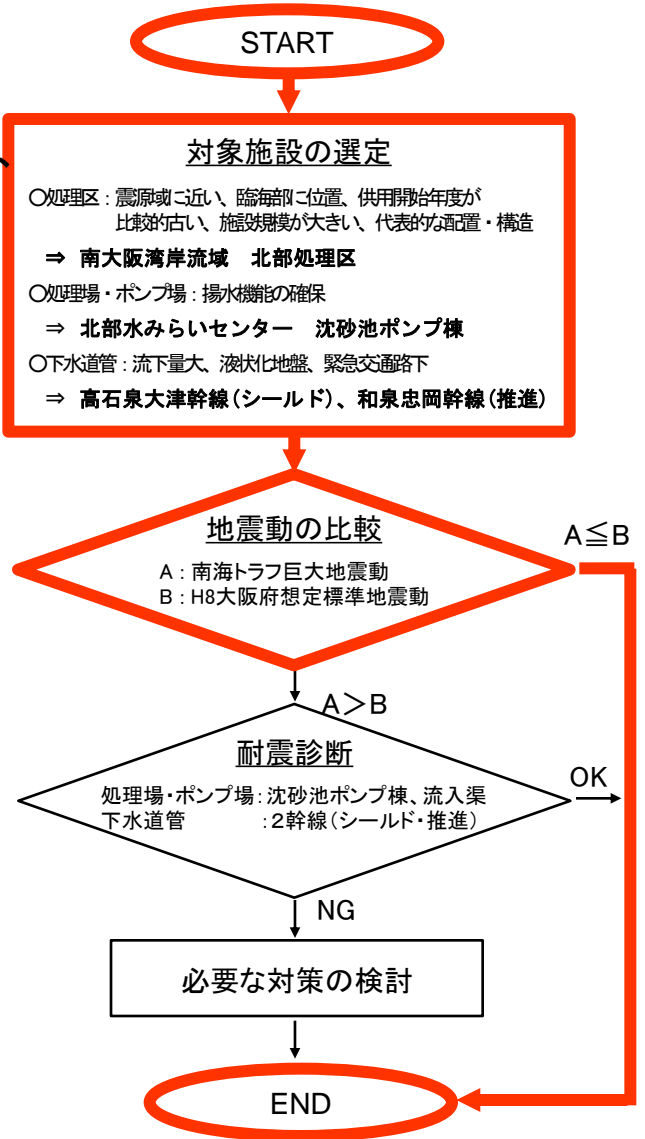 START
対象施設の選定
○処理区：震源域に近い、臨海部に位置、供用開始年度が
比較的古い、施設規模が大きい、代表的な配置・構造
⇒ 南大阪湾岸流域　北部処理区
○処理場・ポンプ場：揚水機能の確保
⇒ 北部水みらいセンター　沈砂池ポンプ棟
○下水道管：流下量大、液状化地盤、緊急交通路下
⇒ 高石泉大津幹線(シールド)、和泉忠岡幹線(推進)
地震動の比較
A≦B
A：南海トラフ巨大地震動
B：H8大阪府想定標準地震動
A＞B
耐震診断
OK
処理場・ポンプ場：沈砂池ポンプ棟、流入渠
下水道管　　　　：2幹線(シールド・推進)
NG
必要な対策の検討
END